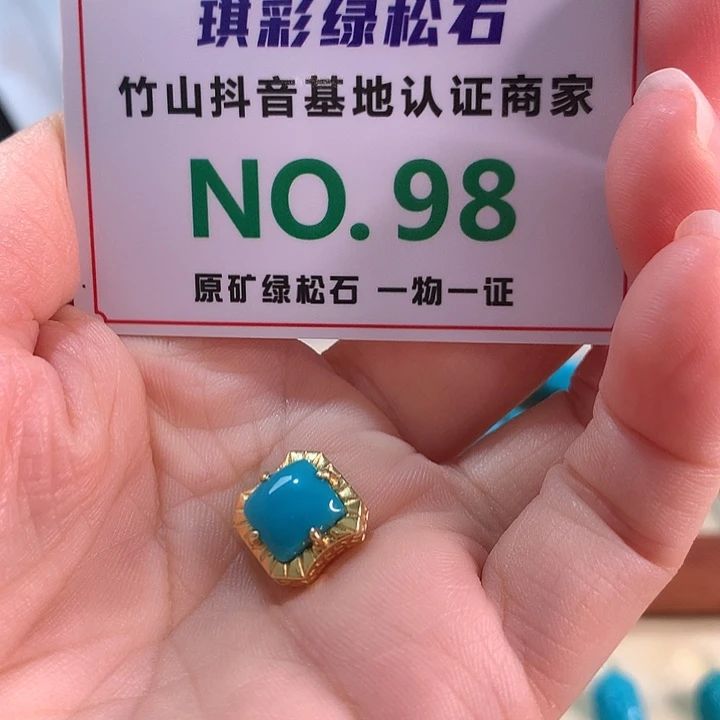 琪彩绿松石
竹山抖音基地认证商家
NO.98
原矿绿松石 一物一证